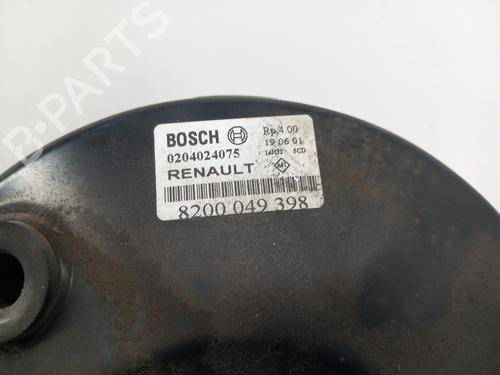 BOSCH Rp 4.00
0204024075 19 06 01
RENAULT
8200 049 398
B-PARTS